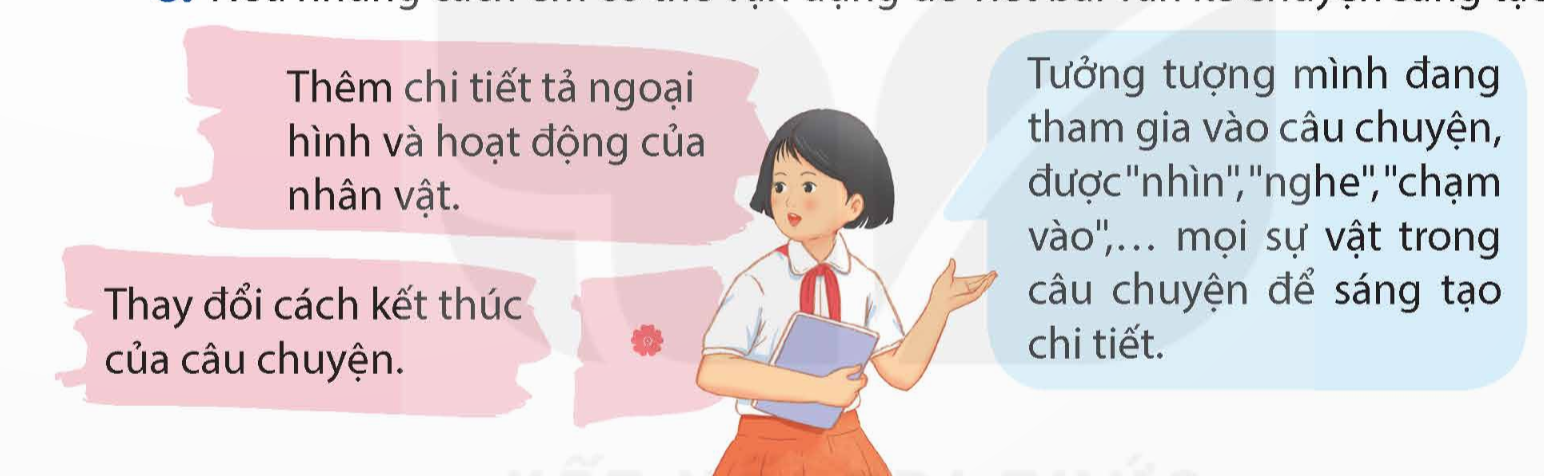 Thêm chi tiết tả ngoại
hình và hoạt động của
nhân vật.
Thay đổi cách kết thúc
của câu chuyện.
Tưởng tượng mình đang
tham gia vào câu chuyện,
được "nhìn", "nghe", "chạm
vào",... mọi sự vật trong
câu chuyện để sáng tạo
chi tiết.